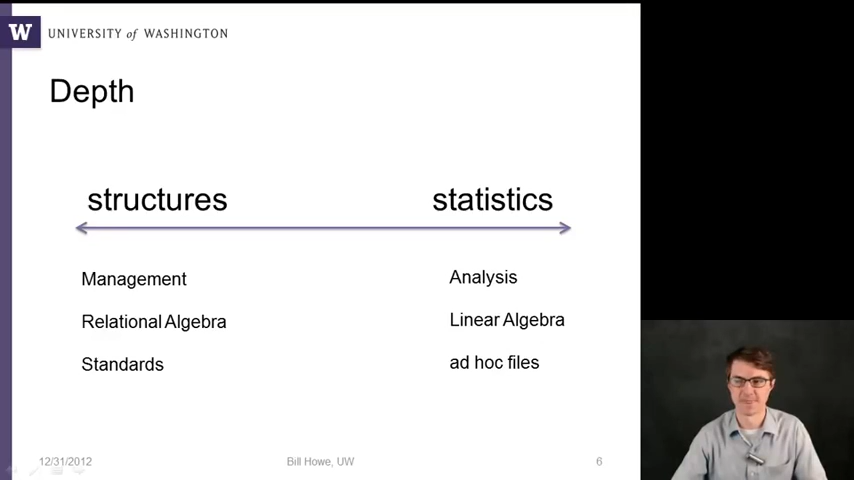 W UNIVERSITY of WASHINGTON
Depth
structures
statistics
Management
Analysis
Relational Algebra
Linear Algebra
Standards
ad hoc files
12/31/2012
Bill Howe, UW
6